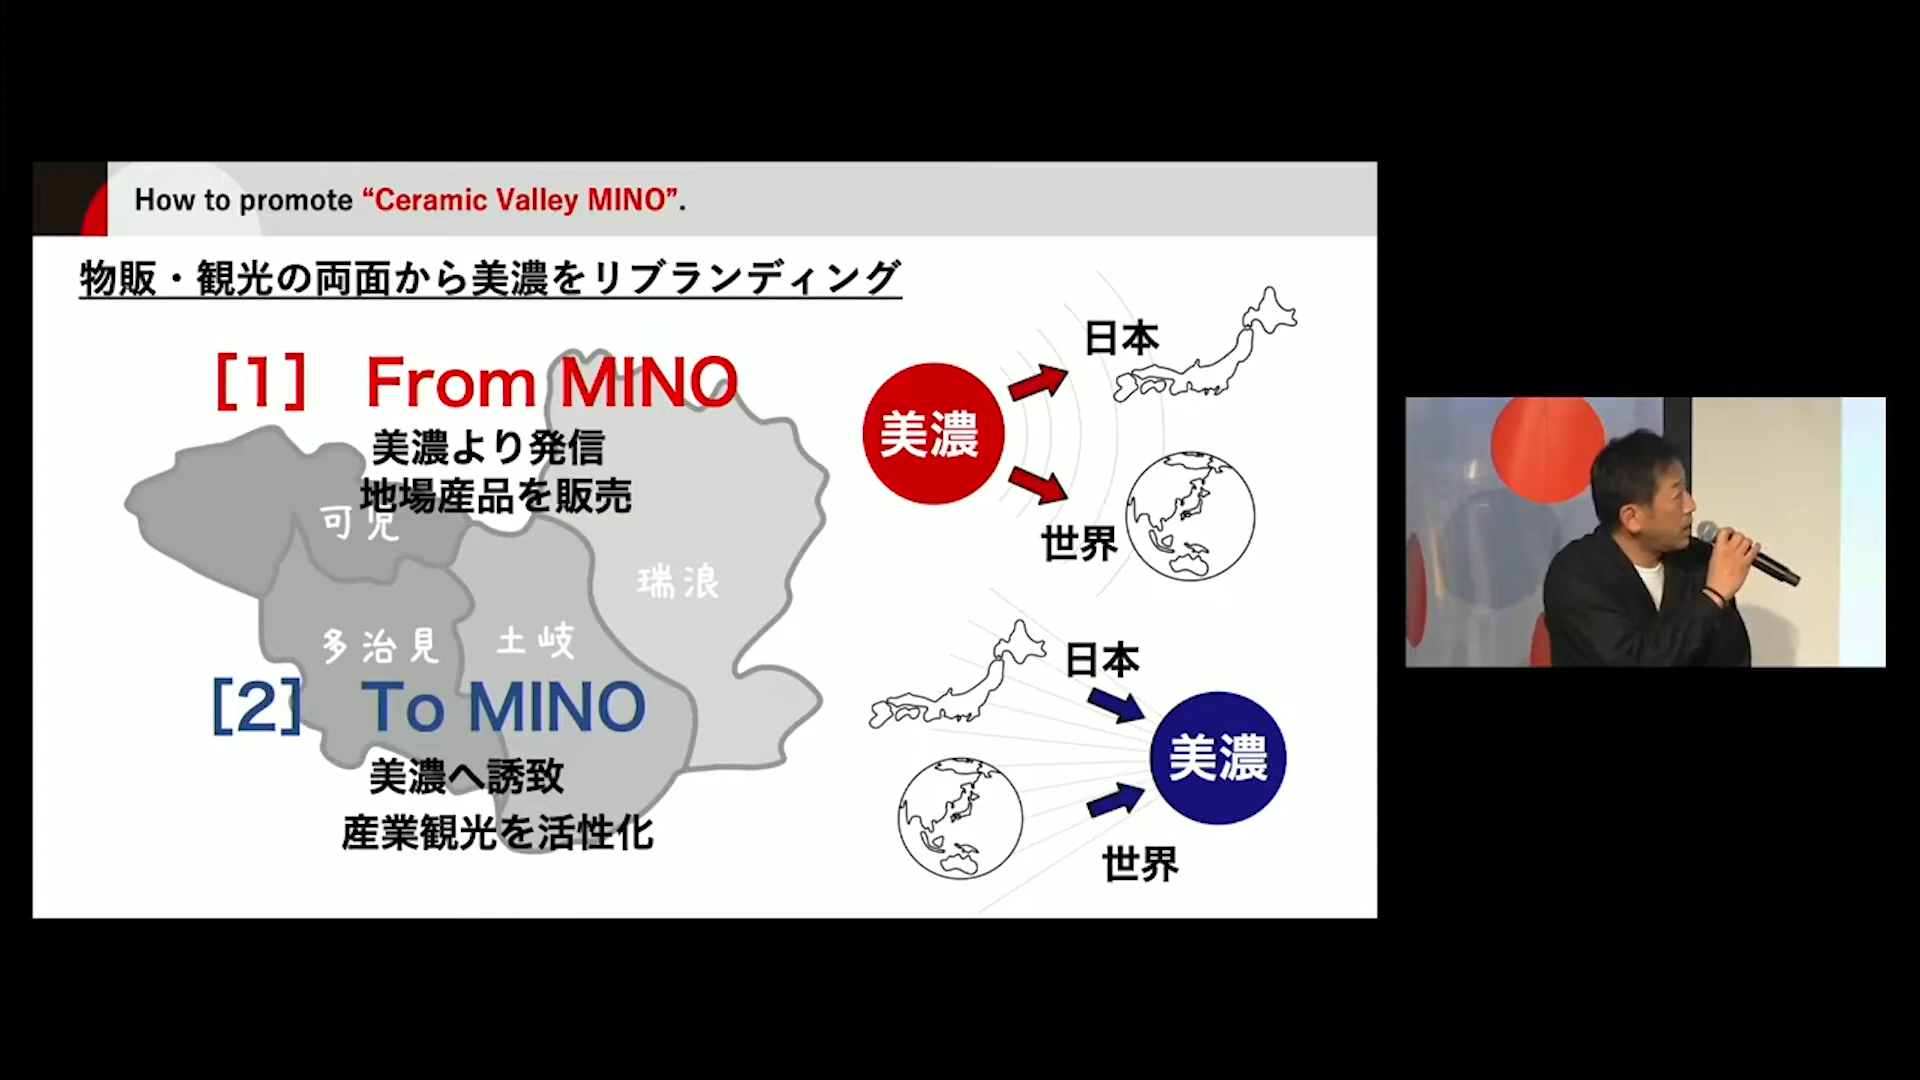 How to promote “Ceramic Valley MINO”.
物販・観光の両面から美濃をリブランディング
[1] From MINO
美濃より発信
地場産品を販売
可児
瑞浪
多治見
土岐
[2] To MINO
美濃へ誘致
産業観光を活性化
美濃
日本
世界
日本
美濃
世界